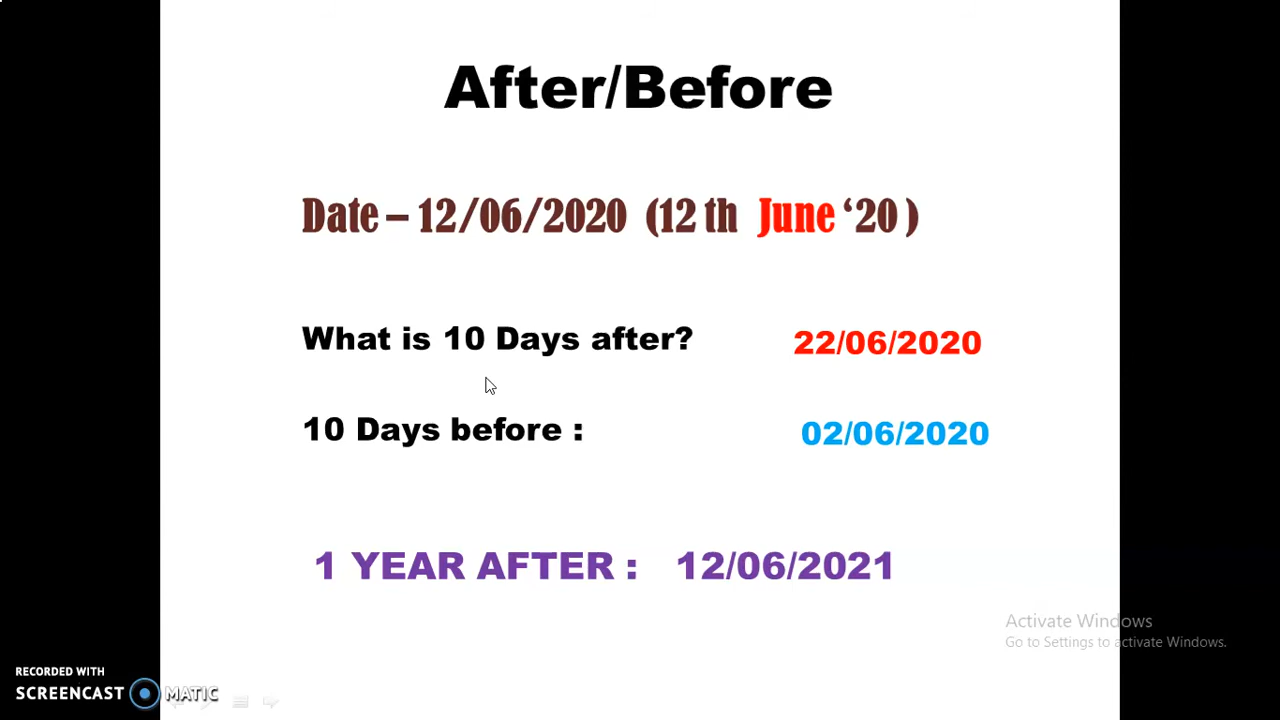 After/Before
Date – 12/06/2020 (12 th June ‘20 )
What is 10 Days after? 22/06/2020
10 Days before : 02/06/2020
1 YEAR AFTER : 12/06/2021
Activate Windows
Go to Settings to activate Windows.
RECORDED WITH
SCREENCAST MATIC